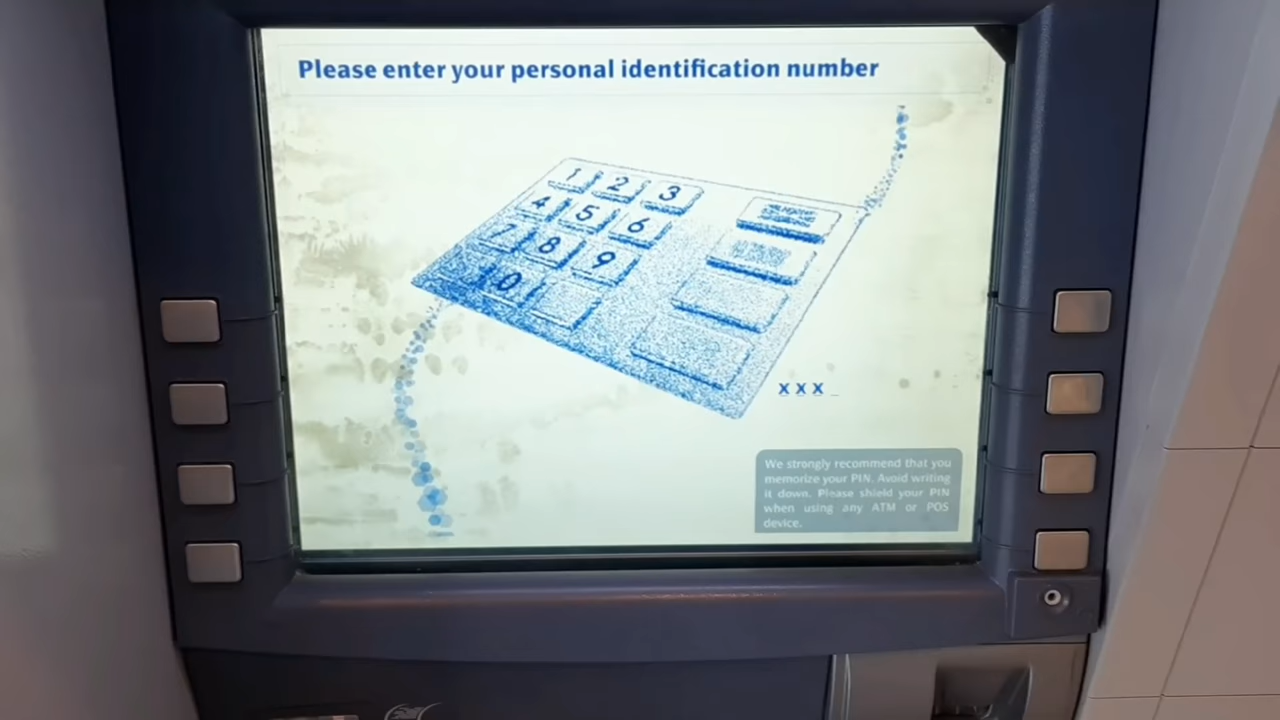 Please enter your personal identification number
1 2 3
4 5 6
7 8 9
0
x x x _
We strongly recommend that you
memorize your PIN. Avoid writing
it down. Please shield your PIN
when using any ATM or POS
device.